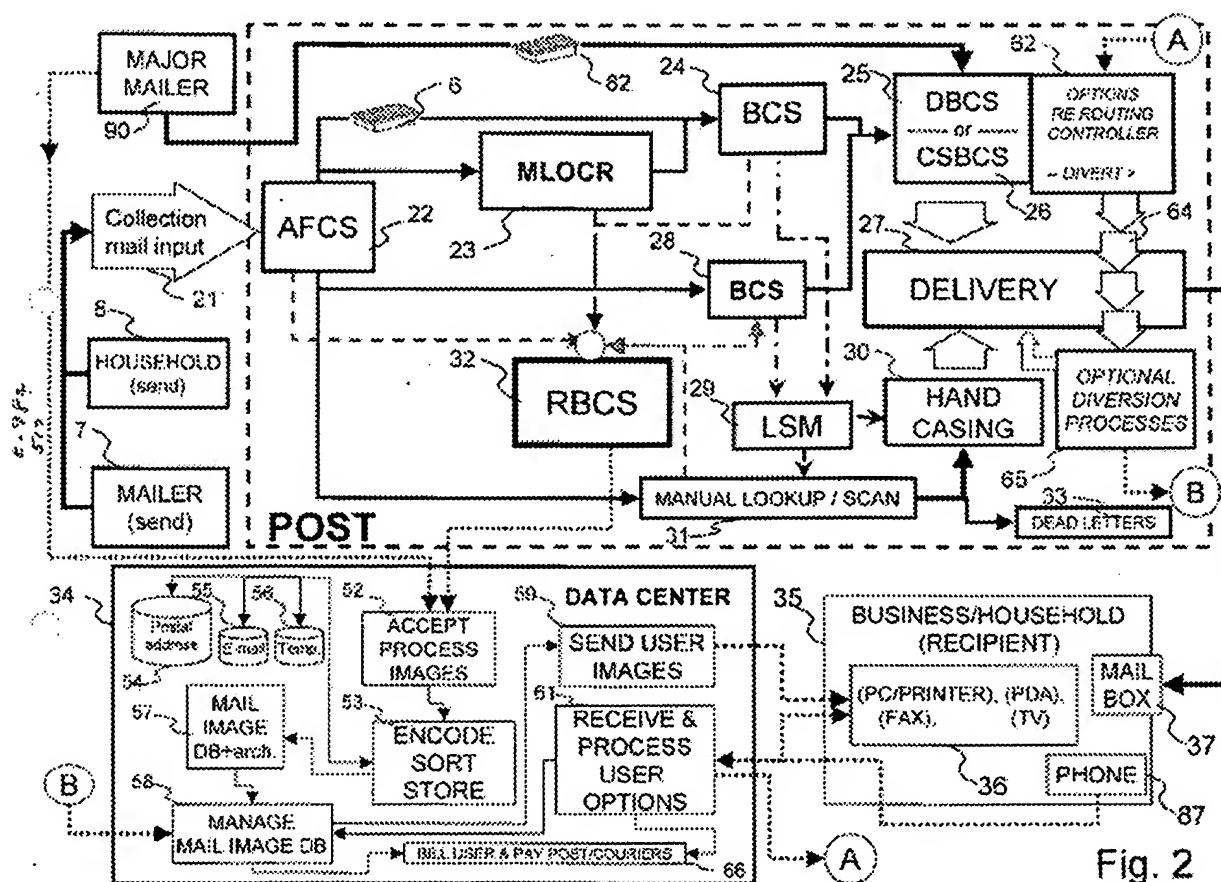 MAJOR
MAILER
90
62
6
24
BCS
25
DBCS
or
CSBCS
26
62
OPTIONS
RE ROUTING
CONTROLLER
< DIVERT >
A
Collection
mail input
21
AFCS
22
MLOCR
23
28
BCS
27
DELIVERY
64
8
HOUSEHOLD
(send)
7
MAILER
(send)
32
RBCS
29
LSM
30
HAND
CASING
OPTIONAL
DIVERSION
PROCESSES
65
B
MANUAL LOOKUP / SCAN
31
33
DEAD LETTERS
POST
34
DATA CENTER
Postal
address
54
55
E-mail
56
Temp.
52
ACCEPT
PROCESS
IMAGES
59
SEND USER
IMAGES
57
MAIL
IMAGE
DB+arch.
53
ENCODE
SORT
STORE
61
RECEIVE &
PROCESS
USER
OPTIONS
B
58
MANAGE
MAIL IMAGE DB
BILL USER & PAY POST/COURIERS
66
A
35
BUSINESS/HOUSEHOLD
(RECIPIENT)
(PC/PRINTER), (PDA),
(FAX), (TV)
36
MAIL
BOX
37
PHONE
87
Fig. 2